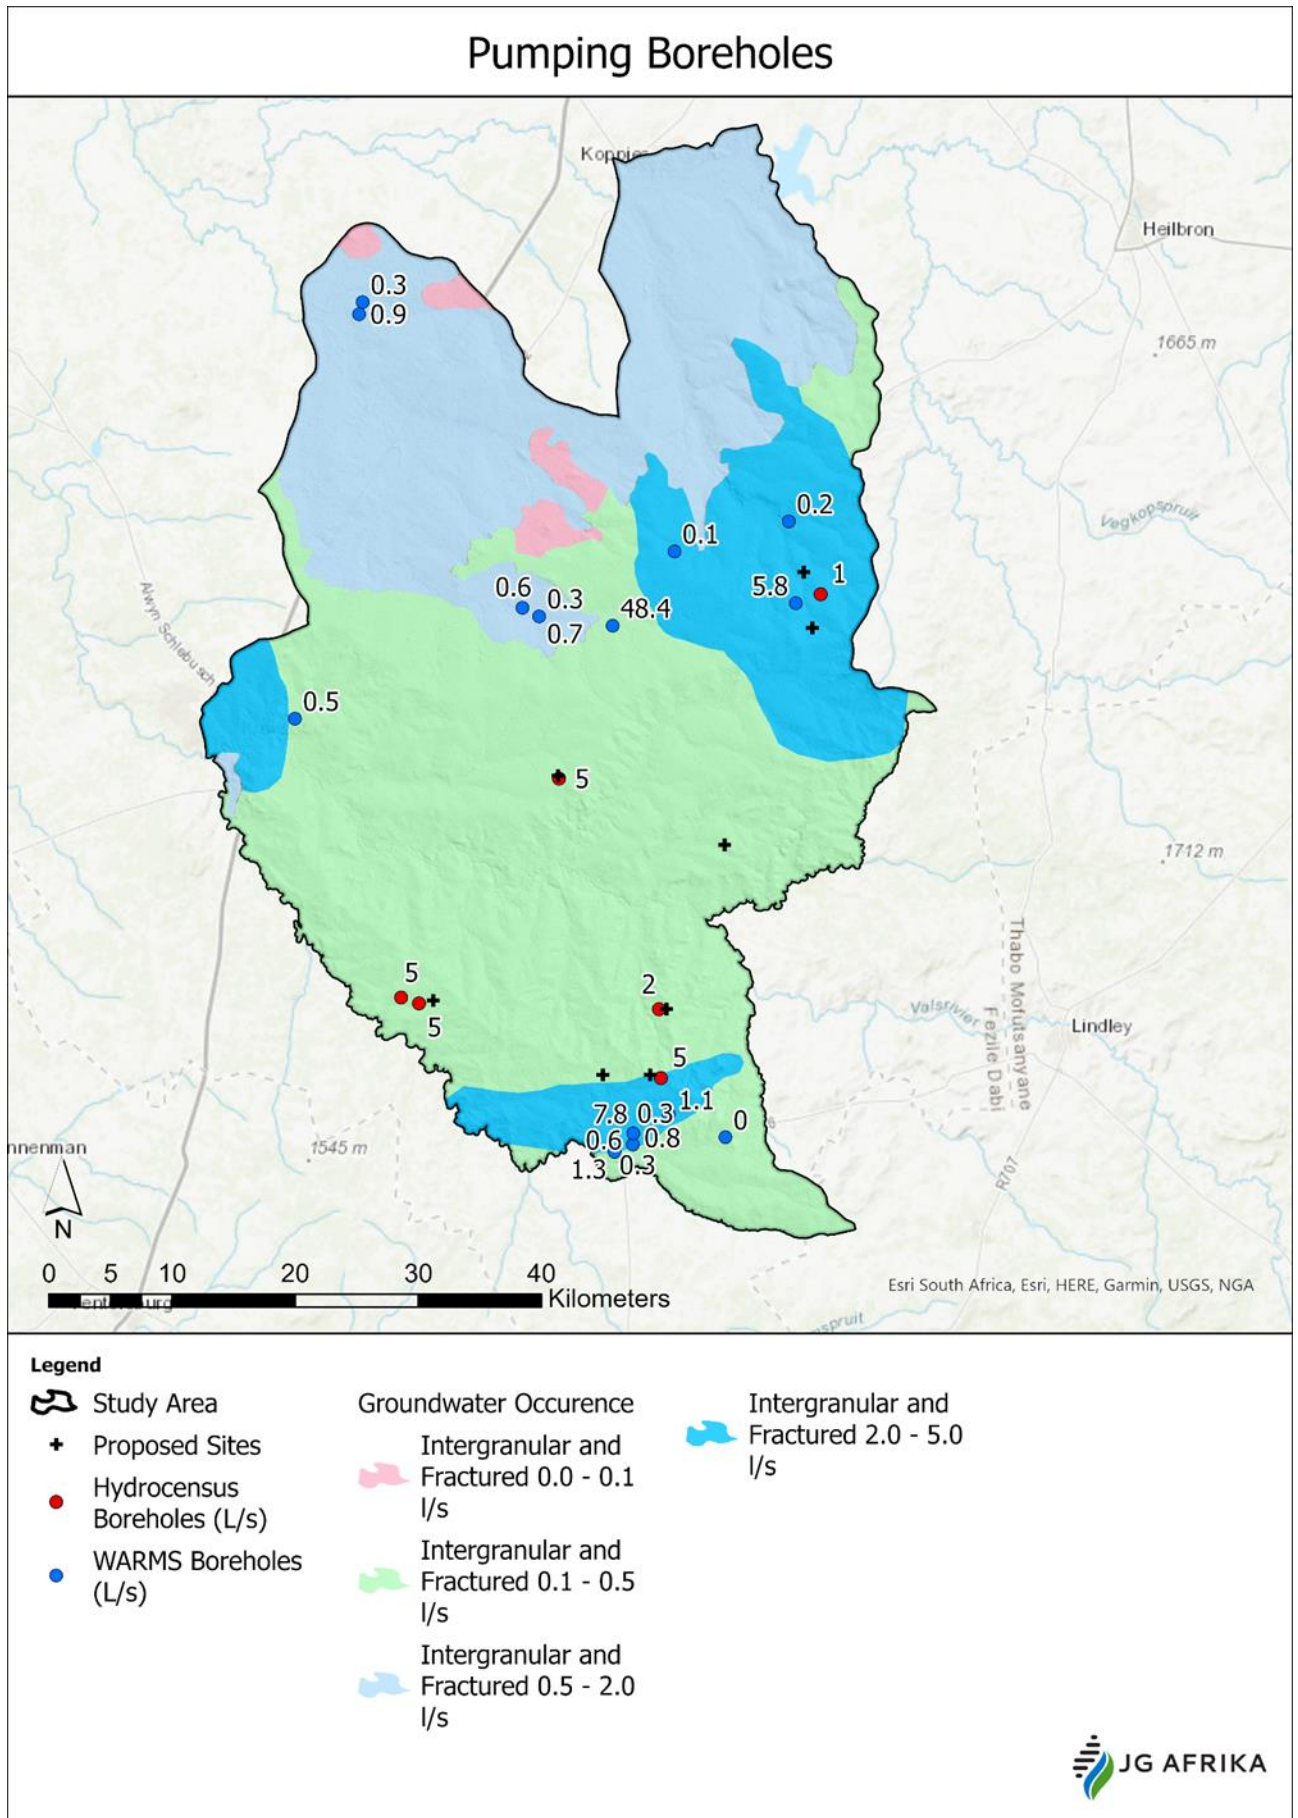 Pumping Boreholes
Koppies
Heilbron
0.3
0.9
1665 m
0.2
Vegkopspruit
0.1
Alwyn Schlebusch
0.6
0.3
0.7
48.4
5.8
1
0.5
5
1712 m
5
5
2
Valsrivier
Lindley
Thabo Mofutsanyane
Fezile Dabi
5
1.1
7.8
0.3
0
0.6
0.8
1.3
0.3
nnenman
1545 m
R707
N
0 5 10 20 30 40
Kilometers
Esri South Africa, Esri, HERE, Garmin, USGS, NGA
Legend
Study Area
Proposed Sites
Hydrocensus
Boreholes (L/s)
WARMS Boreholes
(L/s)
Groundwater Occurence
Intergranular and
Fractured 0.0 - 0.1
l/s
Intergranular and
Fractured 0.1 - 0.5
l/s
Intergranular and
Fractured 0.5 - 2.0
l/s
Intergranular and
Fractured 2.0 - 5.0
l/s
JG AFRIKA